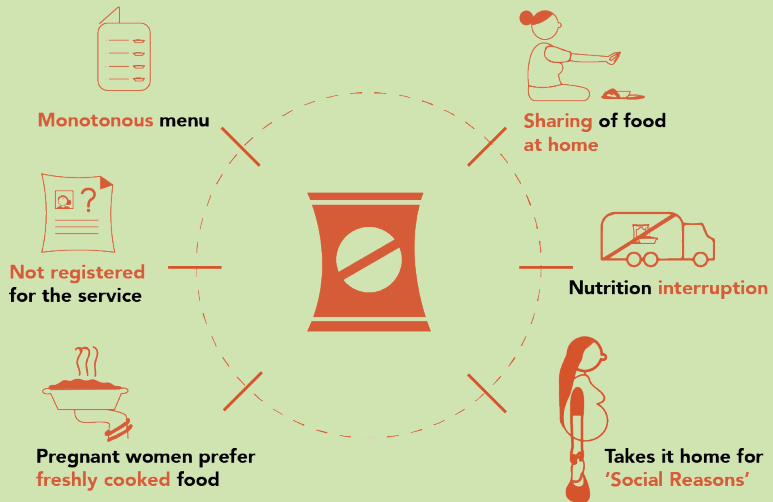 Monotonous menu
Sharing of food
at home
Not registered
for the service
Nutrition interruption
Pregnant women prefer
freshly cooked food
Takes it home for
‘Social Reasons’
?